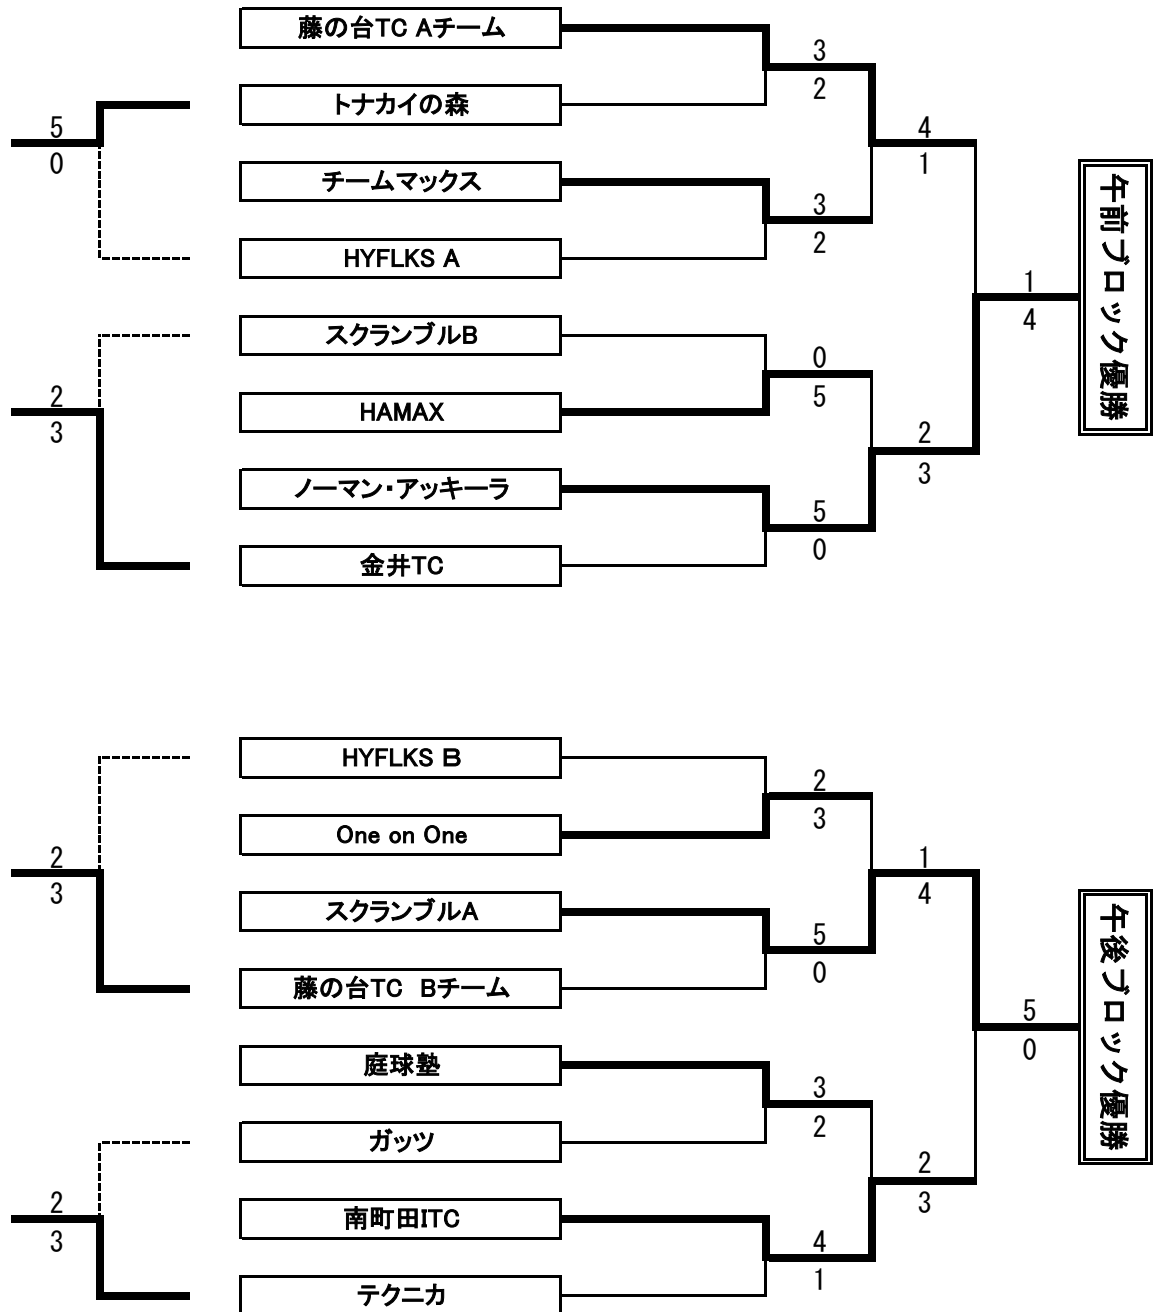 藤の台TC Aチーム
3
2
トナカイの森
5
0
4
1
チームマックス
3
2
HYFLKS A
午前ブロック優勝
1
4
スクランブルB
0
5
2
3
HAMAX
2
3
ノーマン・アッキーラ
5
0
金井TC
HYFLKS B
2
3
One on One
2
3
1
4
スクランブルA
5
0
藤の台TC Bチーム
午後ブロック優勝
5
0
庭球塾
3
2
ガッツ
2
3
2
3
南町田ITC
4
1
テクニカ